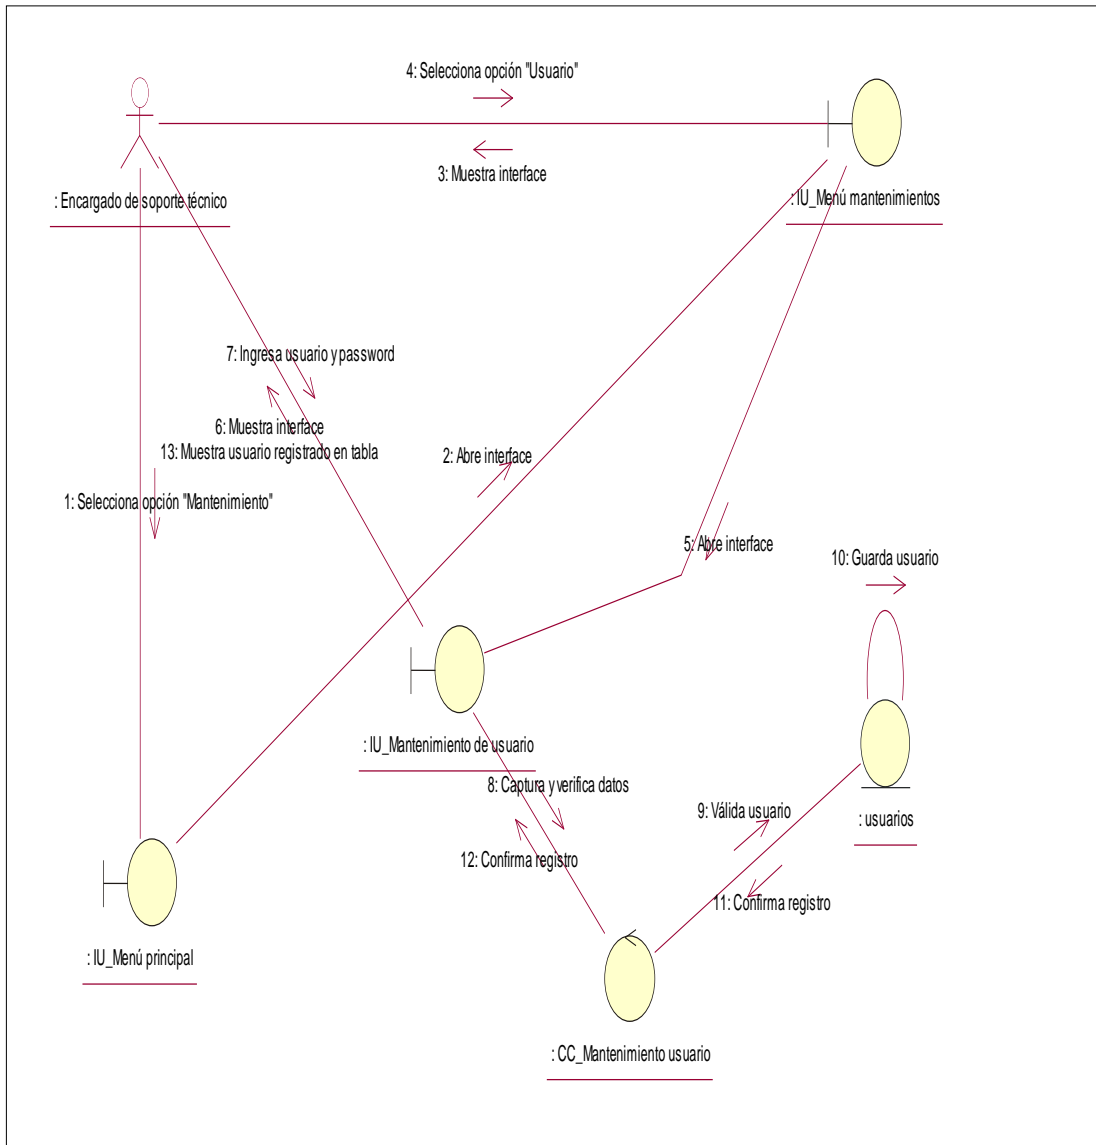 4: Selecciona opción "Usuario"
3: Muestra interface
: Encargado de soporte técnico
: IU_Menú mantenimientos
7: Ingresa usuario y password
6: Muestra interface
13: Muestra usuario registrado en tabla
2: Abre interface
1: Selecciona opción "Mantenimiento"
5: Abre interface
10: Guarda usuario
: IU_Mantenimiento de usuario
8: Captura y verifica datos
9: Válida usuario
: usuarios
12: Confirma registro
11: Confirma registro
: IU_Menú principal
: CC_Mantenimiento usuario